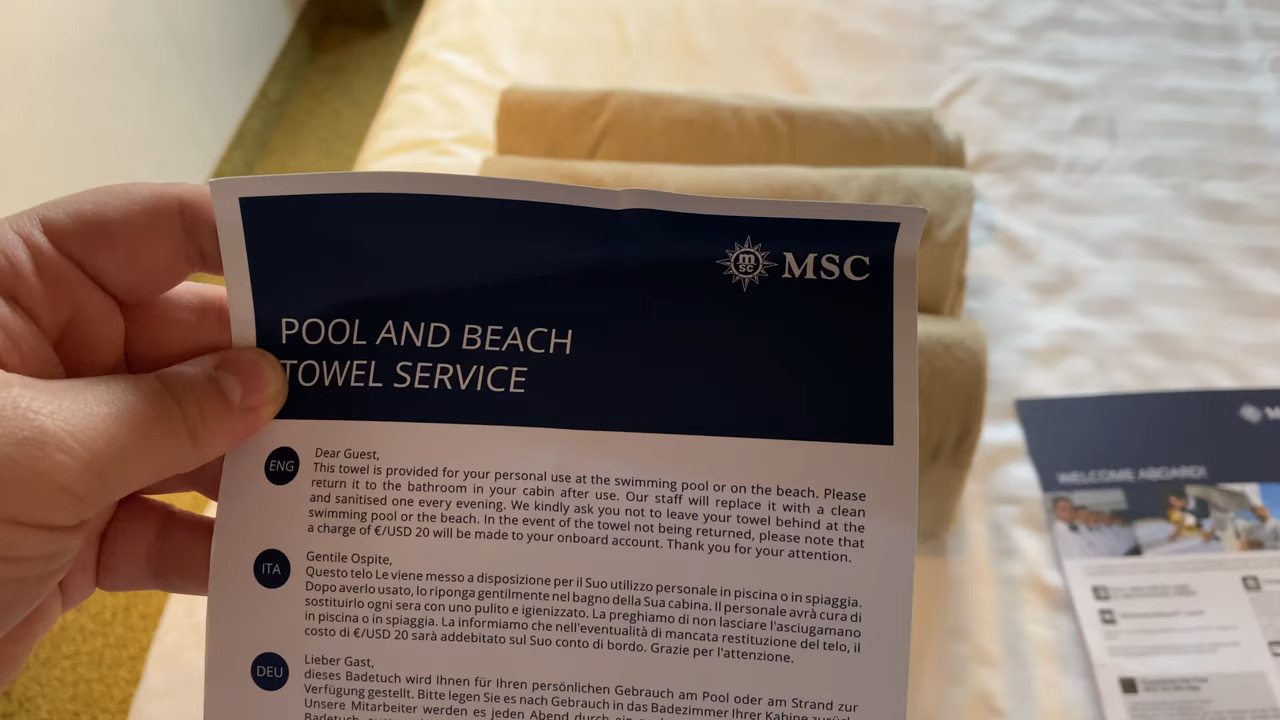 m
sc
MSC
POOL AND BEACH
TOWEL SERVICE
ENG
Dear Guest,
This towel is provided for your personal use at the swimming pool or on the beach. Please
return it to the bathroom in your cabin after use. Our staff will replace it with a clean
and sanitised one every evening. We kindly ask you not to leave your towel behind at the
swimming pool or the beach. In the event of the towel not being returned, please note that
a charge of €/USD 20 will be made to your onboard account. Thank you for your attention.
ITA
Gentile Ospite,
Questo telo Le viene messo a disposizione per il Suo utilizzo personale in piscina o in spiaggia.
Dopo averlo usato, lo riponga gentilmente nel bagno della Sua cabina. Il personale avrà cura di
sostituirlo ogni sera con uno pulito e igienizzato. La preghiamo di non lasciare l'asciugamano
in piscina o in spiaggia. La informiamo che nell'eventualità di mancata restituzione del telo, il
costo di €/USD 20 sarà addebitato sul Suo conto di bordo. Grazie per l'attenzione.
DEU
Lieber Gast,
dieses Badetuch wird Ihnen für Ihren persönlichen Gebrauch am Pool oder am Strand zur
Verfügung gestellt. Bitte legen Sie es nach Gebrauch in das Badezimmer Ihrer Kabine zurück.
Unsere Mitarbeiter werden es jeden Abend durch ein
WELCOME ABOARD!